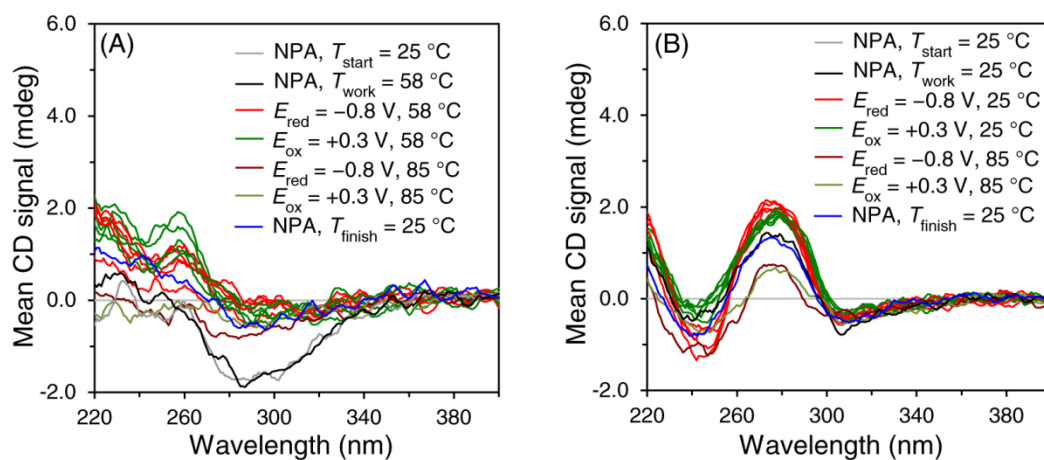 (A)
Mean CD signal (mdeg)
6.0
4.0
2.0
0.0
-2.0
220 260 300 340 380
Wavelength (nm)
NPA, Tstart = 25 °C
NPA, Twork = 58 °C
Ered = −0.8 V, 58 °C
Eox = +0.3 V, 58 °C
Ered = −0.8 V, 85 °C
Eox = +0.3 V, 85 °C
NPA, Tfinish = 25 °C
(B)
Mean CD signal (mdeg)
6.0
4.0
2.0
0.0
-2.0
220 260 300 340 380
Wavelength (nm)
NPA, Tstart = 25 °C
NPA, Twork = 25 °C
Ered = −0.8 V, 25 °C
Eox = +0.3 V, 25 °C
Ered = −0.8 V, 85 °C
Eox = +0.3 V, 85 °C
NPA, Tfinish = 25 °C